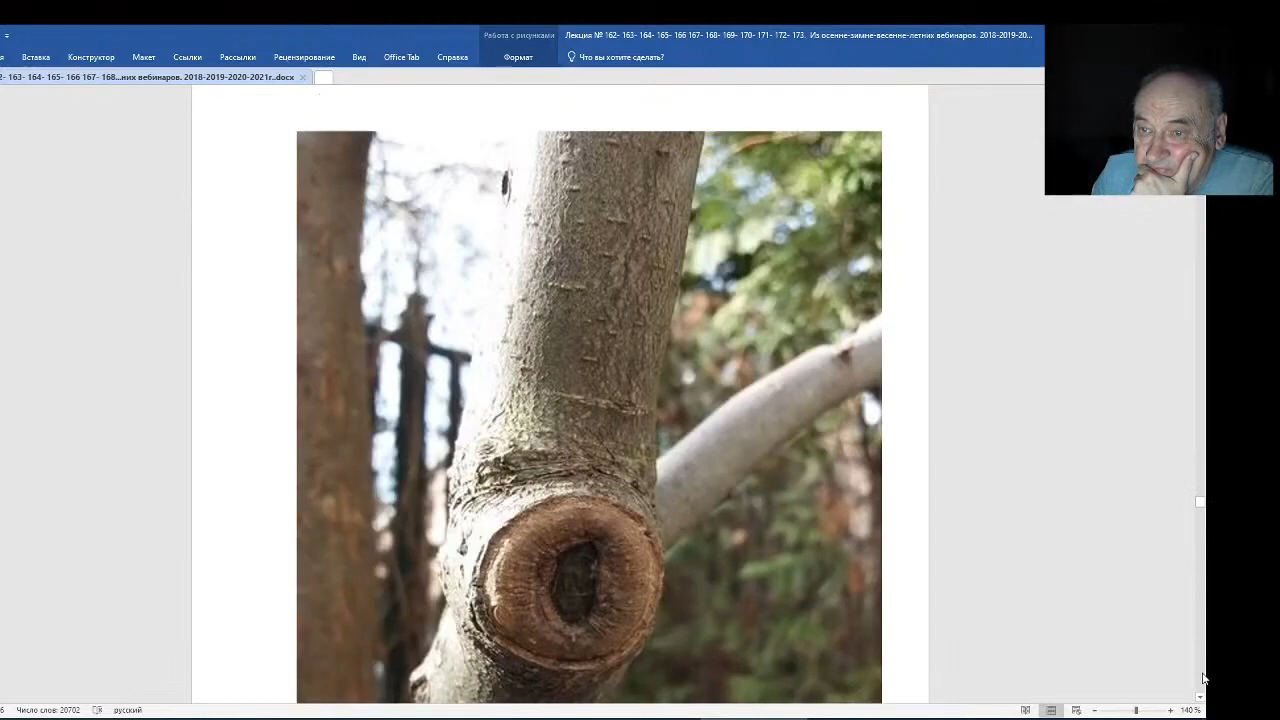 Работа с рисунками
Лекция № 162- 163- 164- 165- 166 167- 168- 169- 170- 171- 172- 173. Из осенне-зимне-весенне-летних вебинаров. 2018-2019-20...
Вставка Конструктор Макет Ссылки Рассылки Рецензирование Вид Office Tab Справка Формат Что вы хотите сделать?
2- 163- 164- 165- 166 167- 168...них вебинаров. 2018-2019-2020-2021г..docx
Число слов: 20702 русский 140 %